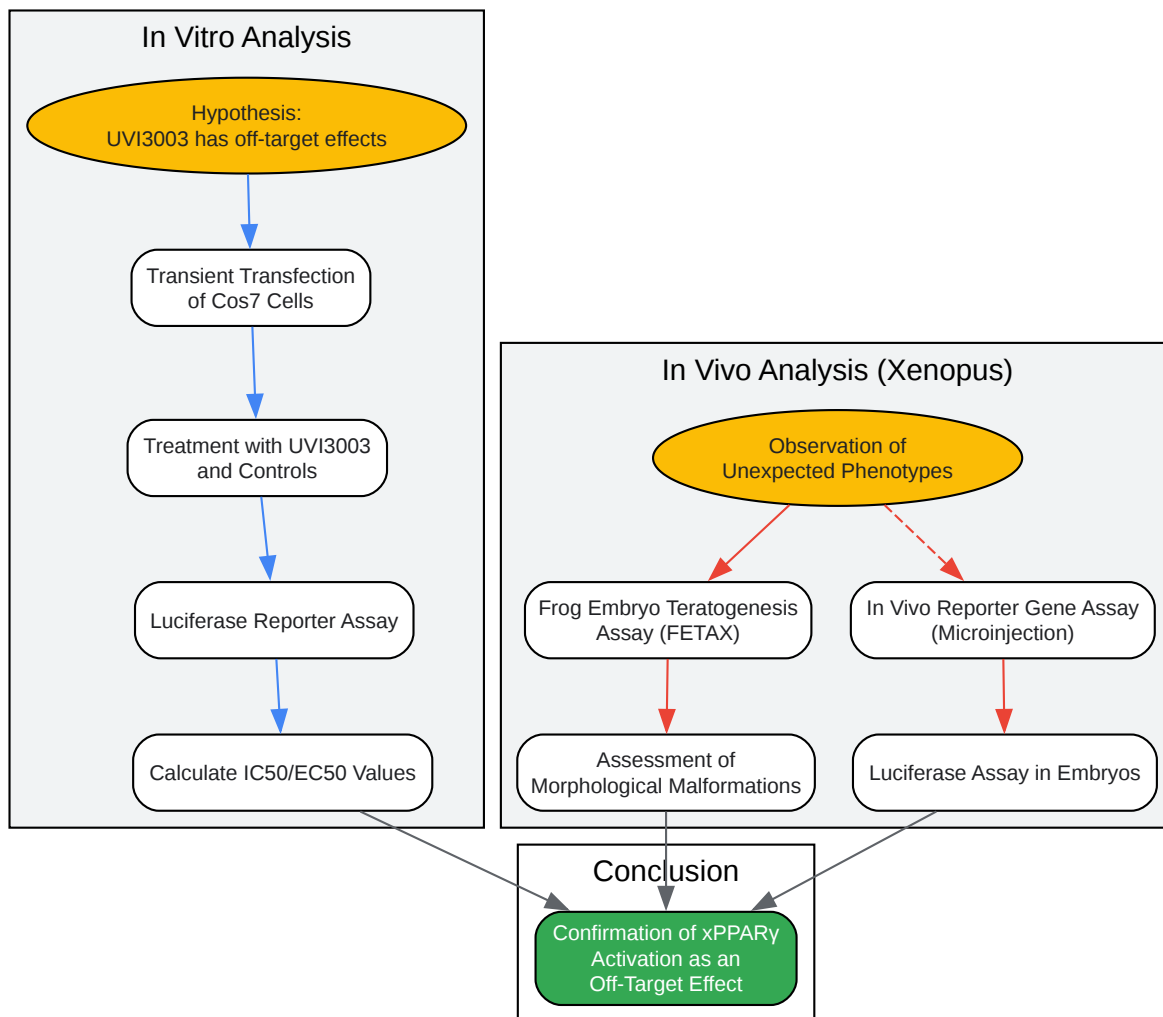 In Vitro Analysis
Hypothesis:
UVI3003 has off-target effects
Transient Transfection
of Cos7 Cells
Treatment with UVI3003
and Controls
Luciferase Reporter Assay
Calculate IC50/EC50 Values
In Vivo Analysis (Xenopus)
Observation of
Unexpected Phenotypes
Frog Embryo Teratogenesis
Assay (FETAX)
In Vivo Reporter Gene Assay
(Microinjection)
Assessment of
Morphological Malformations
Luciferase Assay in Embryos
Conclusion
Confirmation of xPPARγ
Activation as an
Off-Target Effect